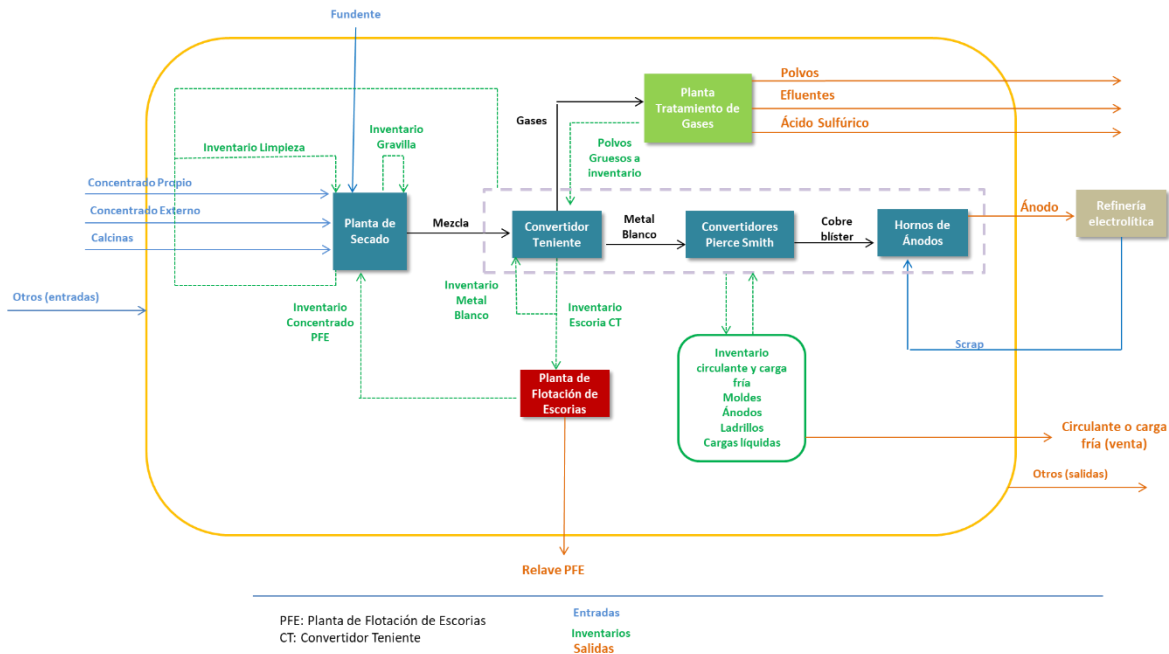 Fundente
Polvos
Efluentes
Ácido Sulfúrico
Planta
Tratamiento de
Gases
Gases
Inventario
Gravilla
Inventario Limpieza
Polvos
Gruesos a
inventario
Concentrado Propio
Concentrado Externo
Calcinas
Planta de
Secado
Mezcla
Convertidor
Teniente
Metal
Blanco
Convertidores
Pierce Smith
Cobre
blíster
Hornos de
Ánodos
Ánodo
Refinería
electrolítica
Otros (entradas)
Inventario
Concentrado
PFE
Inventario
Metal
Blanco
Inventario
Escoria CT
Scrap
Planta de
Flotación de
Escorias
Inventario
circulante y carga
fría
Moldes
Ánodos
Ladrillos
Cargas líquidas
Circulante o carga
fría (venta)
Otros (salidas)
Relave PFE
PFE: Planta de Flotación de Escorias
CT: Convertidor Teniente
Entradas
Inventarios
Salidas